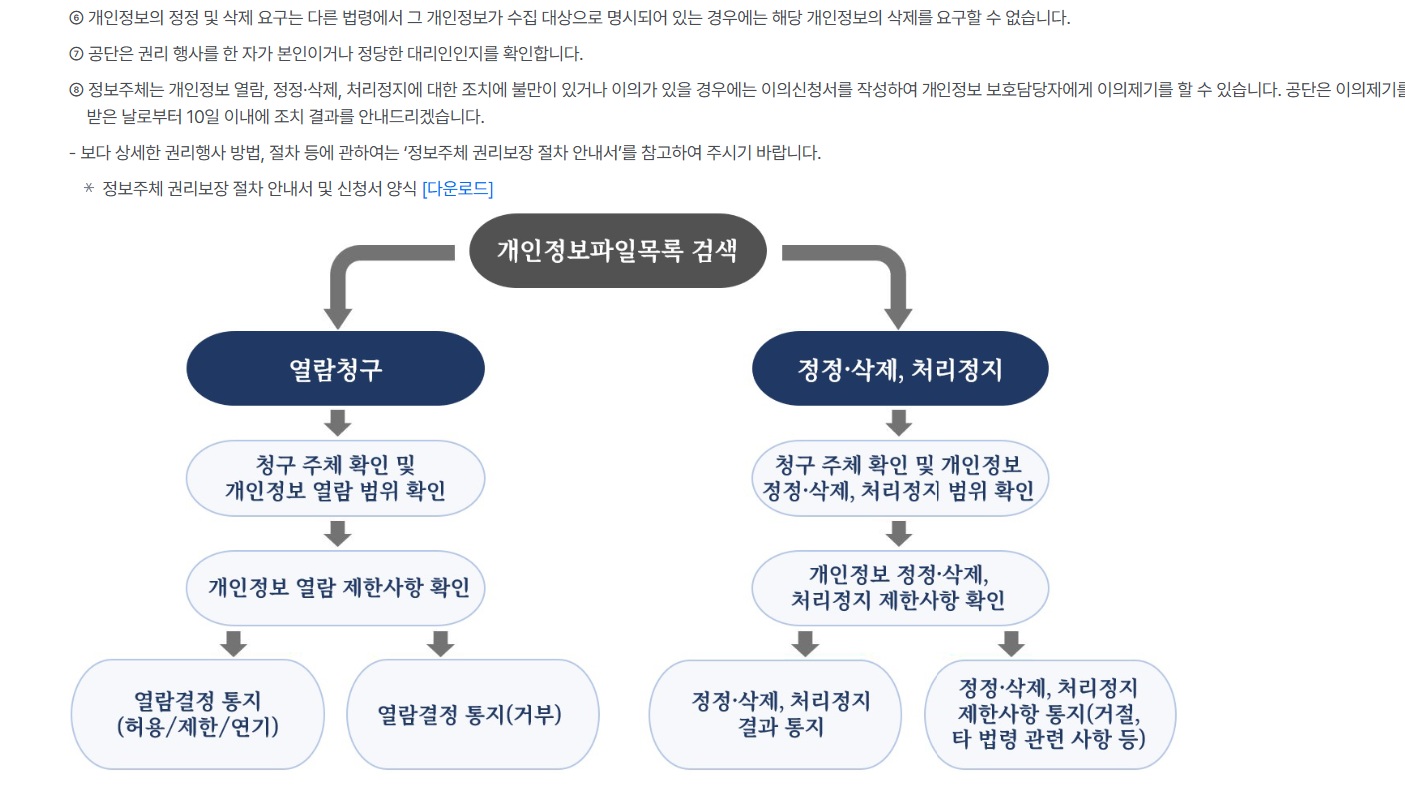 ⑥ 개인정보의 정정 및 삭제 요구는 다른 법령에서 그 개인정보가 수집 대상으로 명시되어 있는 경우에는 해당 개인정보의 삭제를 요구할 수 없습니다.
⑦ 공단은 권리 행사를 한 자가 본인이거나 정당한 대리인인지를 확인합니다.
⑧ 정보주체는 개인정보 열람, 정정·삭제, 처리정지에 대한 조치에 불만이 있거나 이의가 있을 경우에는 이의신청서를 작성하여 개인정보 보호담당자에게 이의제기를 할 수 있습니다. 공단은 이의제기를
받은 날로부터 10일 이내에 조치 결과를 안내드리겠습니다.
- 보다 상세한 권리행사 방법, 절차 등에 관하여는 ‘정보주체 권리보장 절차 안내서’를 참고하여 주시기 바랍니다.
＊ 정보주체 권리보장 절차 안내서 및 신청서 양식 [다운로드]
개인정보파일목록 검색
열람청구
정정·삭제, 처리정지
청구 주체 확인 및
개인정보 열람 범위 확인
청구 주체 확인 및 개인정보
정정·삭제, 처리정지 범위 확인
개인정보 열람 제한사항 확인
개인정보 정정·삭제,
처리정지 제한사항 확인
열람결정 통지
(허용/제한/연기)
열람결정 통지(거부)
정정·삭제, 처리정지
결과 통지
정정·삭제, 처리정지
제한사항 통지(거절,
타 법령 관련 사항 등)